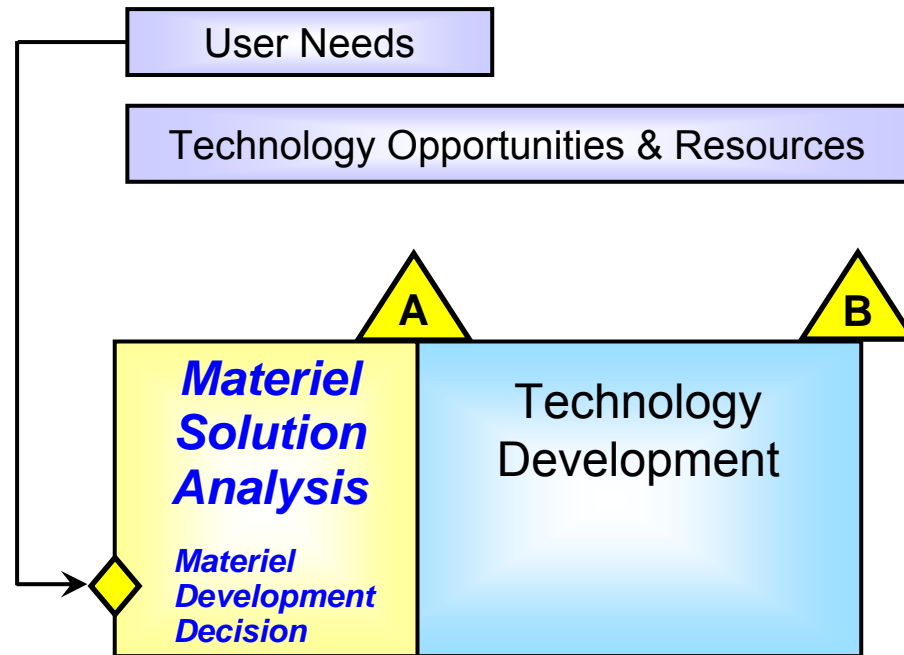 User Needs
Technology Opportunities & Resources
A
B
Materiel
Solution
Analysis
Technology
Development
Materiel
Development
Decision